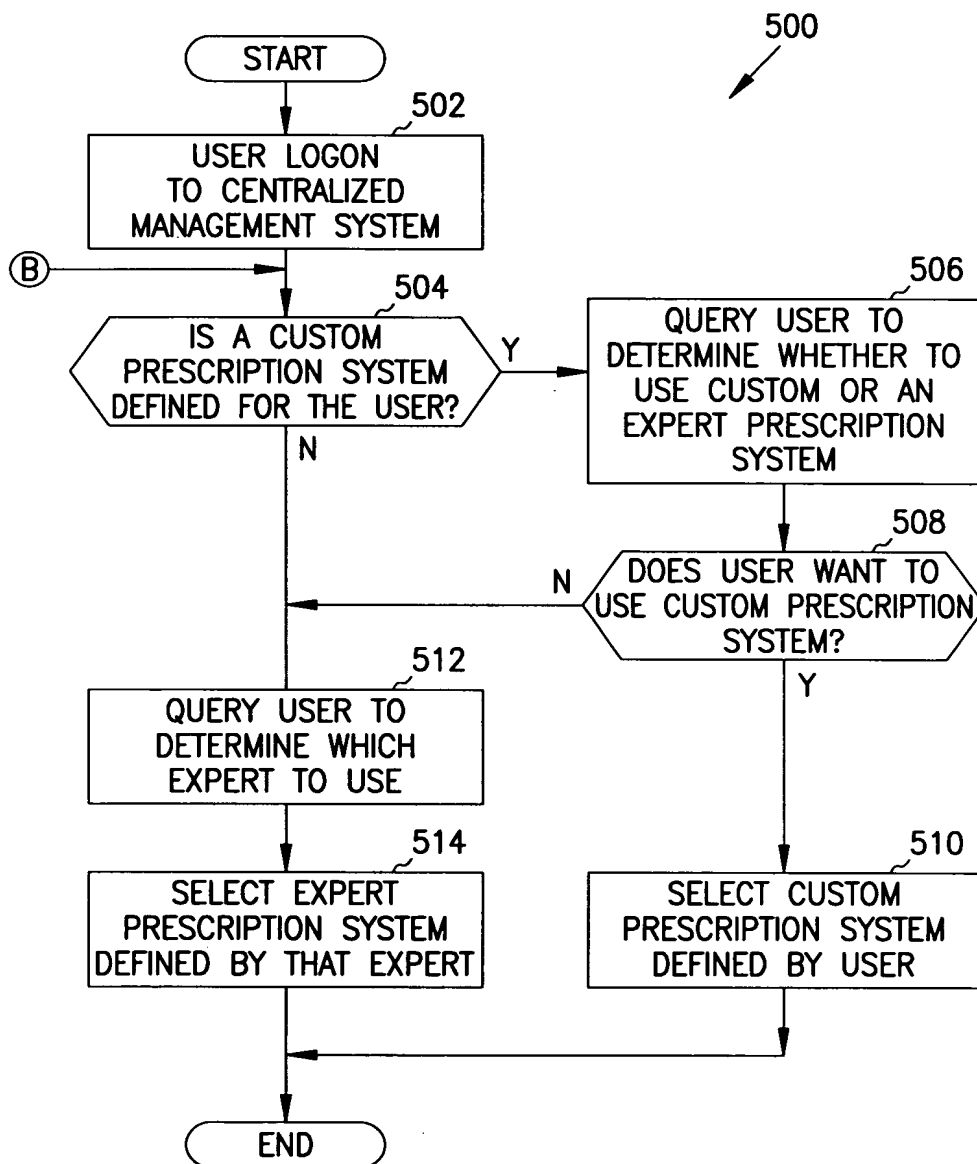 500
START
502
USER LOGON
TO CENTRALIZED
MANAGEMENT SYSTEM
B
504
IS A CUSTOM
PRESCRIPTION SYSTEM
DEFINED FOR THE USER?
Y
N
506
QUERY USER TO
DETERMINE WHETHER TO
USE CUSTOM OR AN
EXPERT PRESCRIPTION
SYSTEM
508
DOES USER WANT TO
USE CUSTOM PRESCRIPTION
SYSTEM?
N
Y
512
QUERY USER TO
DETERMINE WHICH
EXPERT TO USE
514
SELECT EXPERT
PRESCRIPTION SYSTEM
DEFINED BY THAT EXPERT
510
SELECT CUSTOM
PRESCRIPTION SYSTEM
DEFINED BY USER
END